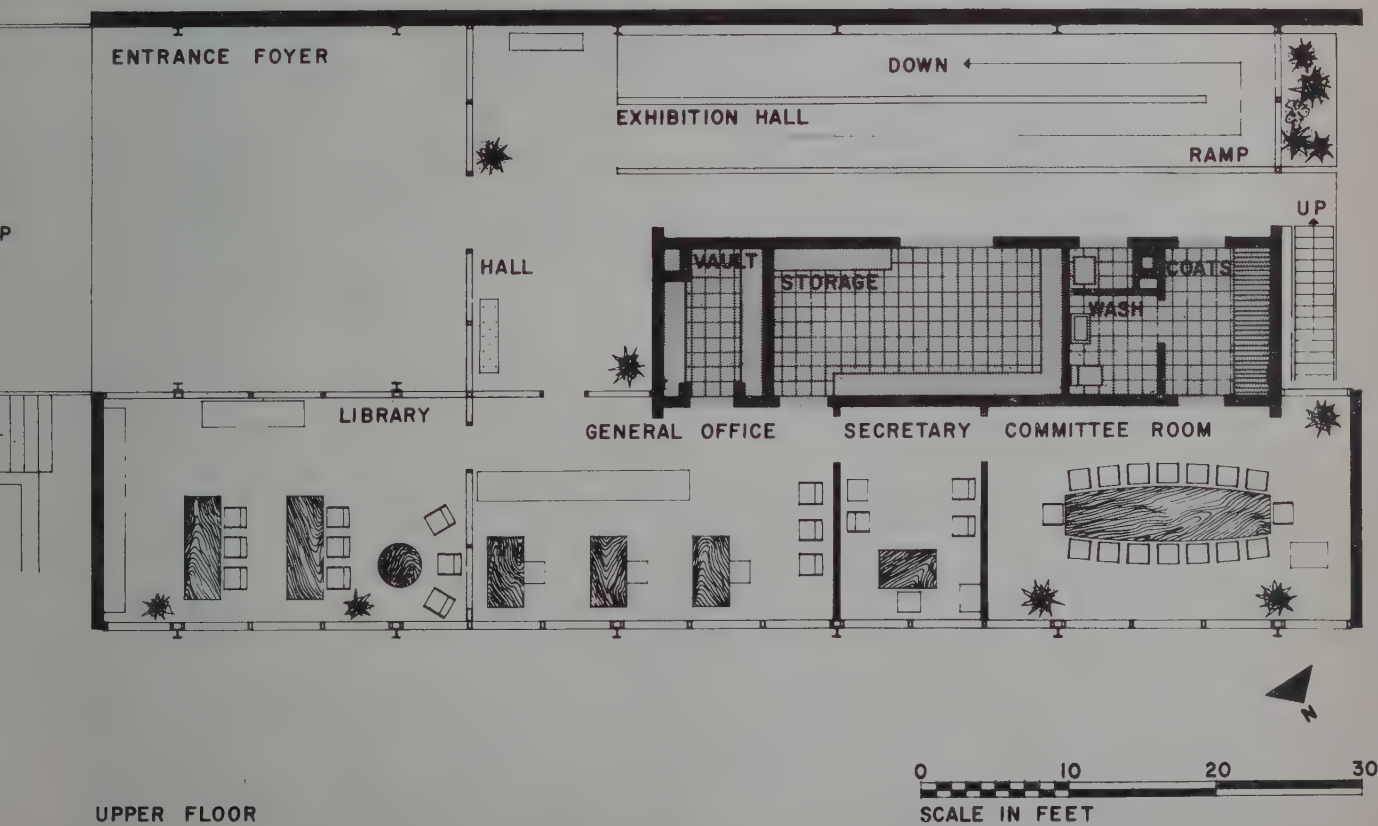 ENTRANCE FOYER
DOWN
EXHIBITION HALL
RAMP
P
UP
HALL
VAULT
STORAGE
COATS
WASH
LIBRARY
GENERAL OFFICE
SECRETARY
COMMITTEE ROOM
N
0 10 20 30
SCALE IN FEET
UPPER FLOOR